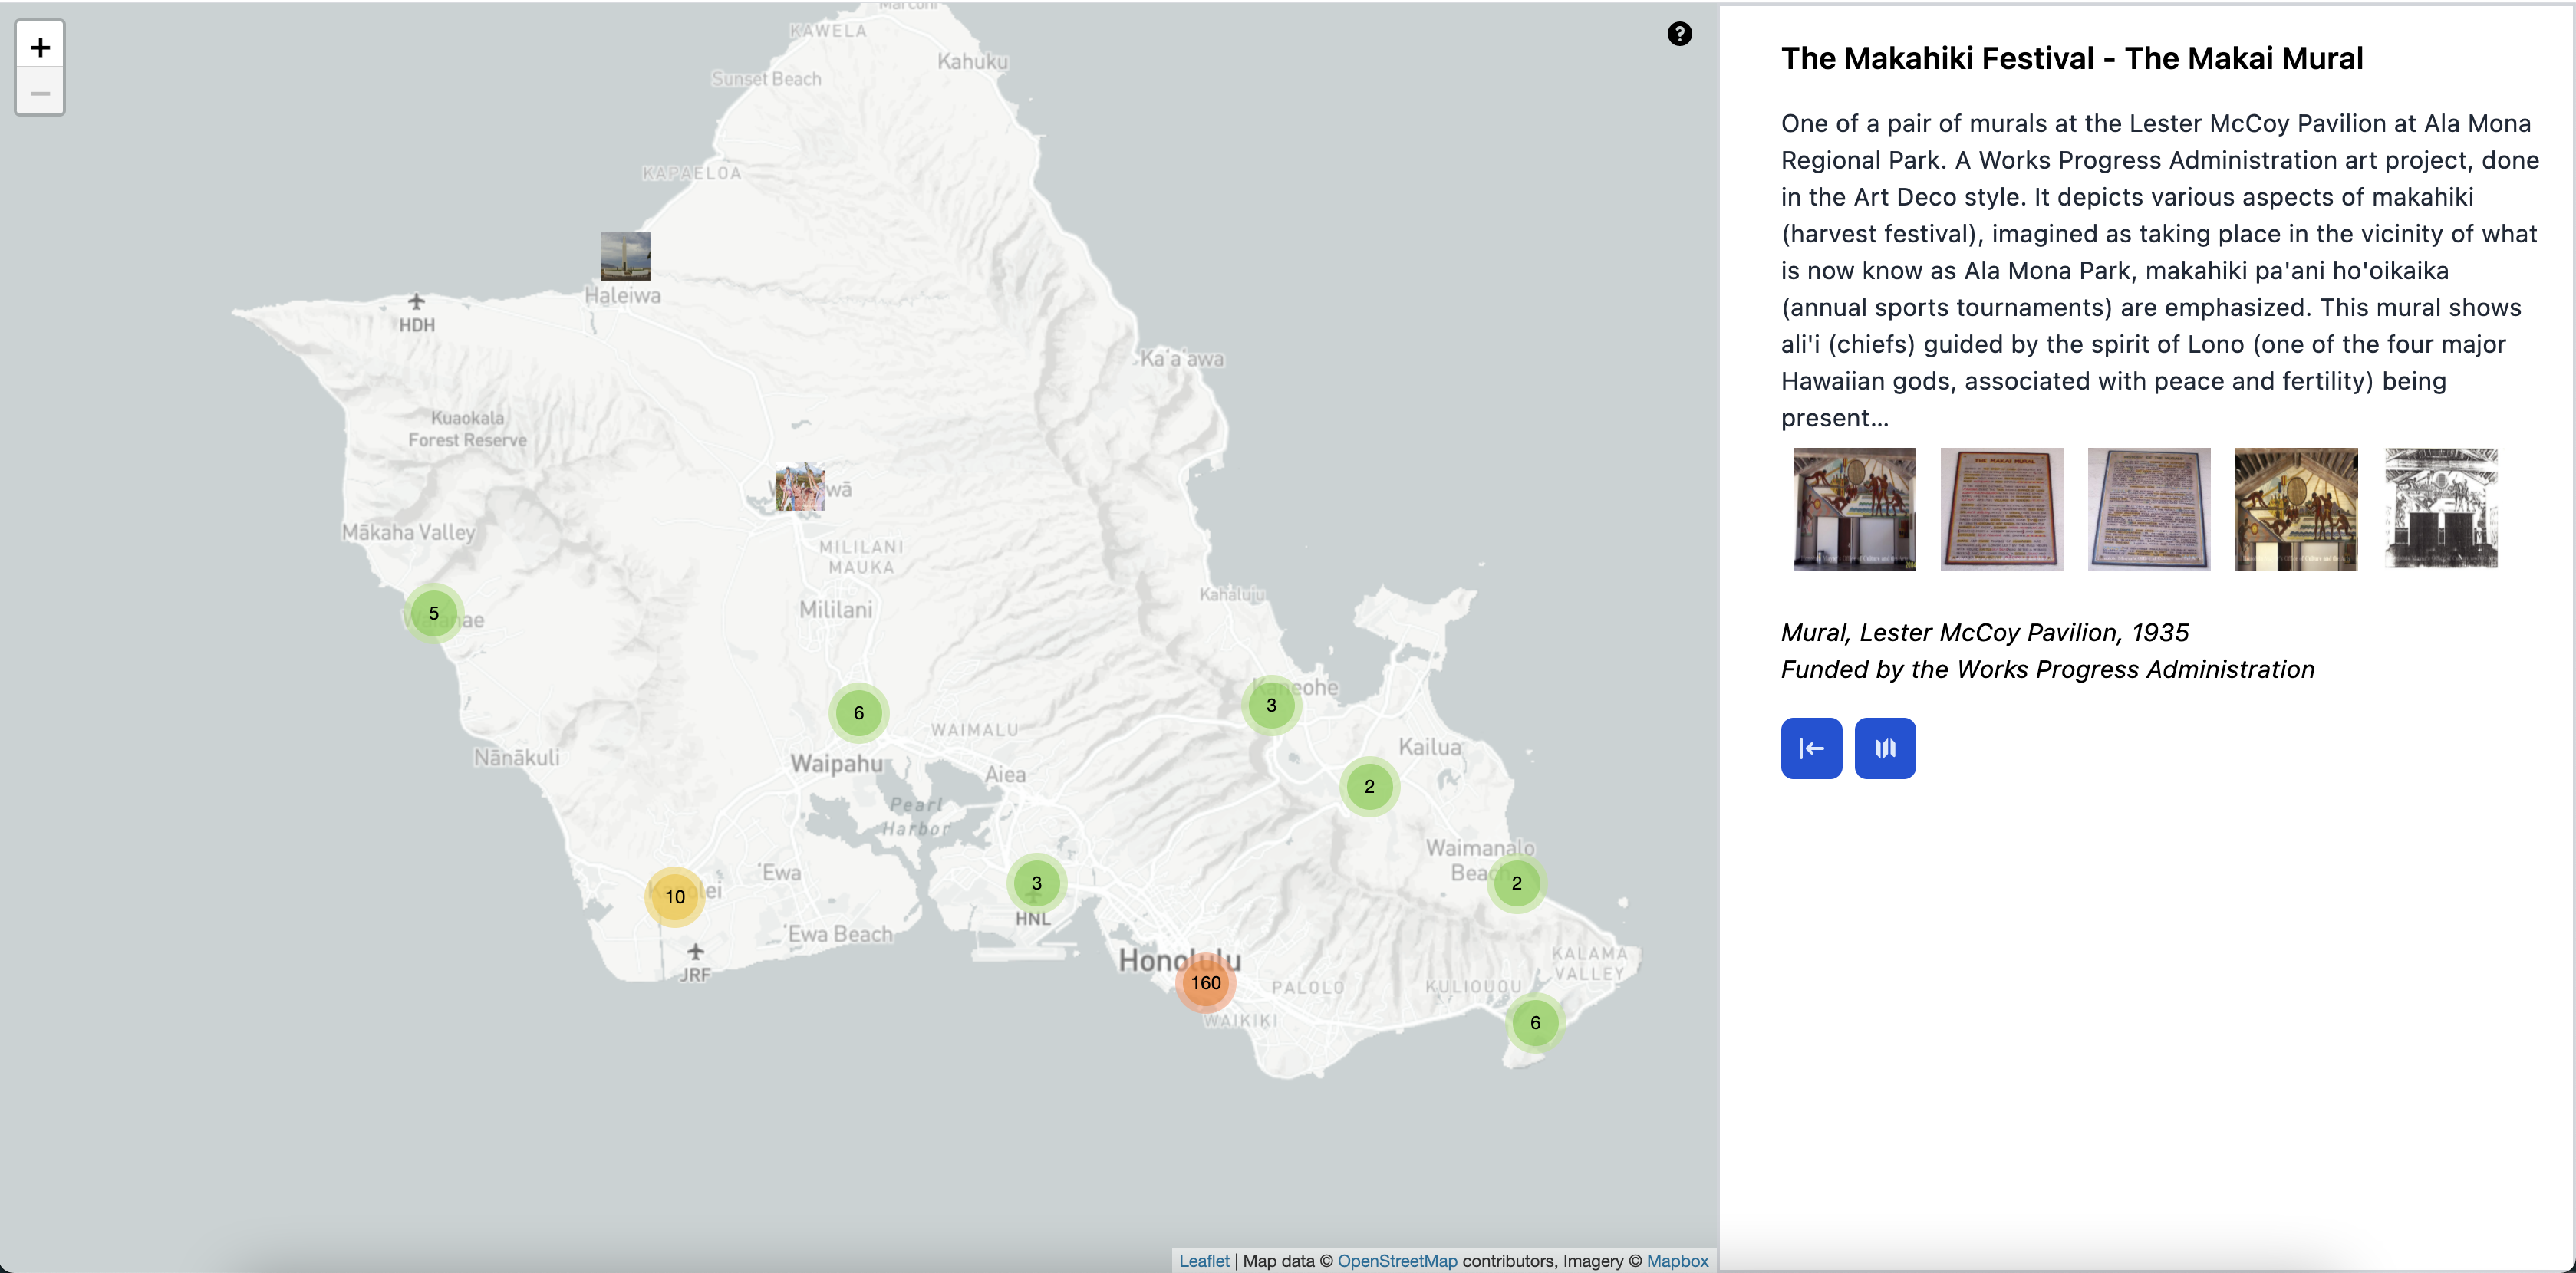 +
−
?
Marconi
KAWELA
Kahuku
Sunset Beach
KAPAELOA
Haleiwa
HDH
Ka'a'awa
Kuaokala
Forest Reserve
wā
Mākaha Valley
MILILANI
MAUKA
Mililani
Kahaluu
5
6
3
Kaneohe
WAIMALU
Kailua
Nānākuli
Waipahu
Aiea
2
Pearl
Harbor
Waimanalo
Beach
'Ewa
10
3
2
HNL
'Ewa Beach
JRF
Honolulu
160
KALAMA
VALLEY
PALOLO
KULIOUOU
WAIKIKI
6
Leaflet | Map data © OpenStreetMap contributors, Imagery © Mapbox
The Makahiki Festival - The Makai Mural
One of a pair of murals at the Lester McCoy Pavilion at Ala Mona
Regional Park. A Works Progress Administration art project, done
in the Art Deco style. It depicts various aspects of makahiki
(harvest festival), imagined as taking place in the vicinity of what
is now know as Ala Mona Park, makahiki pa'ani ho'oikaika
(annual sports tournaments) are emphasized. This mural shows
ali'i (chiefs) guided by the spirit of Lono (one of the four major
Hawaiian gods, associated with peace and fertility) being
present...
THE MAKAI MURAL
Mural, Lester McCoy Pavilion, 1935
Funded by the Works Progress Administration